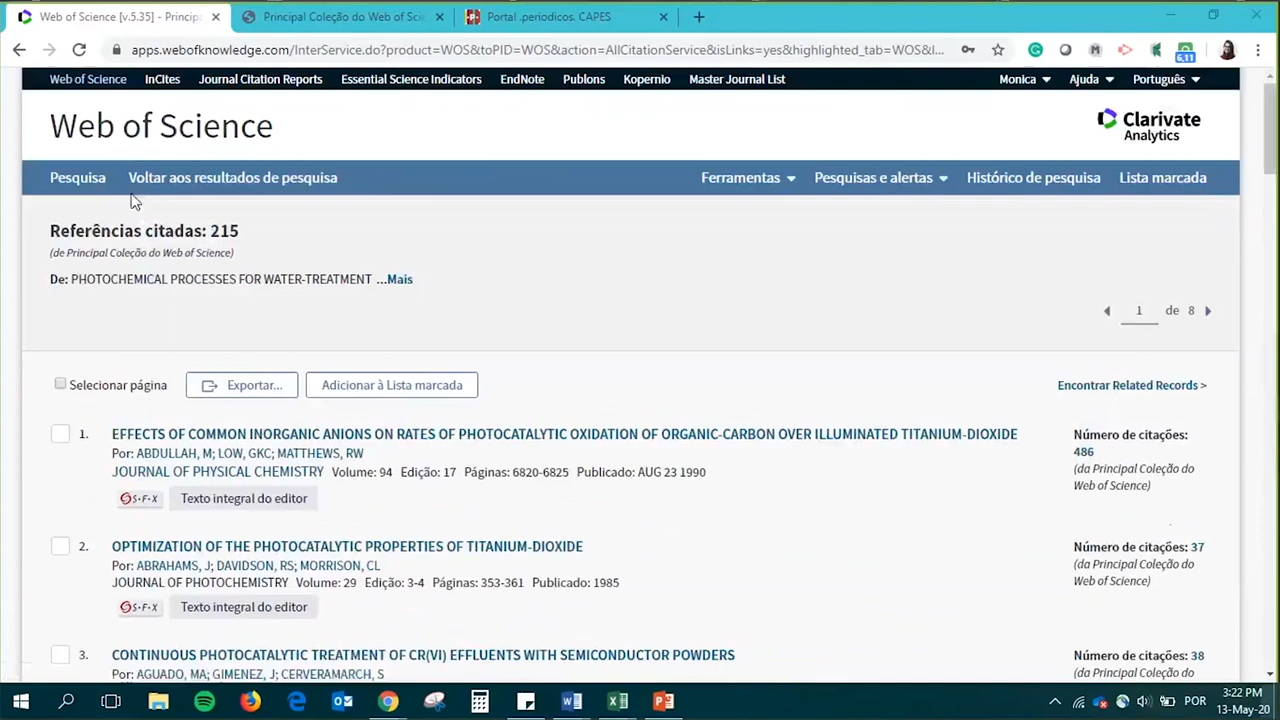 Web of Science [v.5.35] - Princip
Principal Coleção do Web of Scie
Portal .periodicos. CAPES
apps.webofknowledge.com/InterService.do?product=WOS&toPID=WOS&action=AllCitationService&isLinks=yes&highlighted_tab=WOS&l...
6,11
Web of Science InCites Journal Citation Reports Essential Science Indicators EndNote Publons Kopernio Master Journal List Monica Ajuda Português
Web of Science
Clarivate
Analytics
Pesquisa Voltar aos resultados de pesquisa Ferramentas Pesquisas e alertas Histórico de pesquisa Lista marcada
Referências citadas: 215
(de Principal Coleção do Web of Science)
De: PHOTOCHEMICAL PROCESSES FOR WATER-TREATMENT ...Mais
1 de 8
Selecionar página Exportar... Adicionar à Lista marcada Encontrar Related Records >
1. EFFECTS OF COMMON INORGANIC ANIONS ON RATES OF PHOTOCATALYTIC OXIDATION OF ORGANIC-CARBON OVER ILLUMINATED TITANIUM-DIOXIDE
Por: ABDULLAH, M; LOW, GKC; MATTHEWS, RW
JOURNAL OF PHYSICAL CHEMISTRY Volume: 94 Edição: 17 Páginas: 6820-6825 Publicado: AUG 23 1990
S·F·X Texto integral do editor
Número de citações:
486
(da Principal Coleção do
Web of Science)
2. OPTIMIZATION OF THE PHOTOCATALYTIC PROPERTIES OF TITANIUM-DIOXIDE
Por: ABRAHAMS, J; DAVIDSON, RS; MORRISON, CL
JOURNAL OF PHOTOCHEMISTRY Volume: 29 Edição: 3-4 Páginas: 353-361 Publicado: 1985
S·F·X Texto integral do editor
Número de citações: 37
(da Principal Coleção do
Web of Science)
3. CONTINUOUS PHOTOCATALYTIC TREATMENT OF CR(VI) EFFLUENTS WITH SEMICONDUCTOR POWDERS
Por: AGUADO, MA; GIMENEZ, J; CERVERAMARCH, S
Número de citações: 38
(da Principal Coleção do
POR
3:22 PM
13-May-20